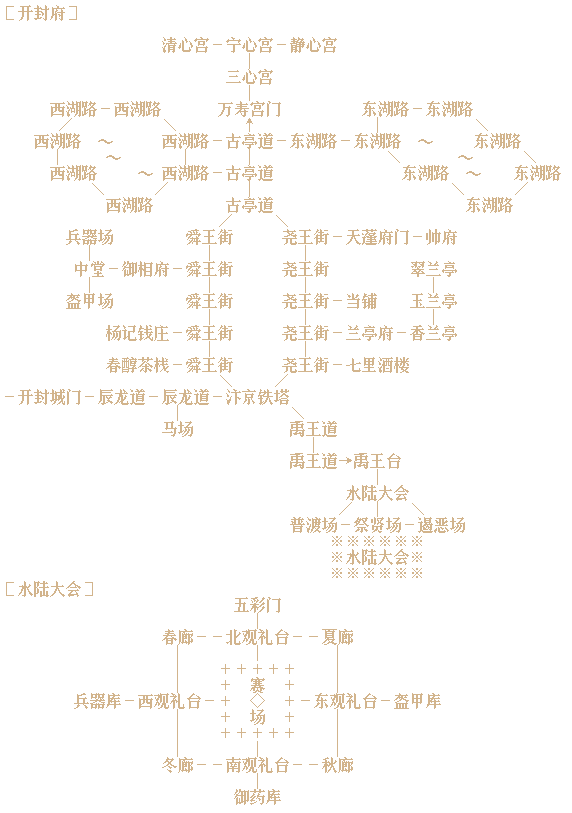 [开封府]
清心宫－宁心宫－静心宫
三心宫
西湖路－西湖路 万寿宫门 东湖路－东湖路
西湖路 ～ 西湖路－古亭道－东湖路－东湖路 ～ 东湖路
～ ～
西湖路 ～ 西湖路－古亭道 东湖路 ～ 东湖路
西湖路 古亭道 东湖路
兵器场 舜王街 尧王街－天蓬府门－帅府
中堂－御相府－舜王街 尧王街 翠兰亭
盔甲场 舜王街 尧王街－当铺 玉兰亭
杨记钱庄－舜王街 尧王街－兰亭府－香兰亭
春醇茶栈－舜王街 尧王街－七里酒楼
－开封城门－辰龙道－辰龙道－汴京铁塔
马场 禹王道
禹王道→禹王台
水陆大会
普渡场－祭贤场－遏恶场
※※※※※※
※水陆大会※
※※※※※※
[水陆大会]
五彩门
春廊－－北观礼台－－夏廊
＋＋＋＋＋
＋ 赛 ＋
兵器库－西观礼台－＋ ◇ ＋－东观礼台－盔甲库
＋ 场 ＋
＋＋＋＋＋
冬廊－－南观礼台－－秋廊
御药库